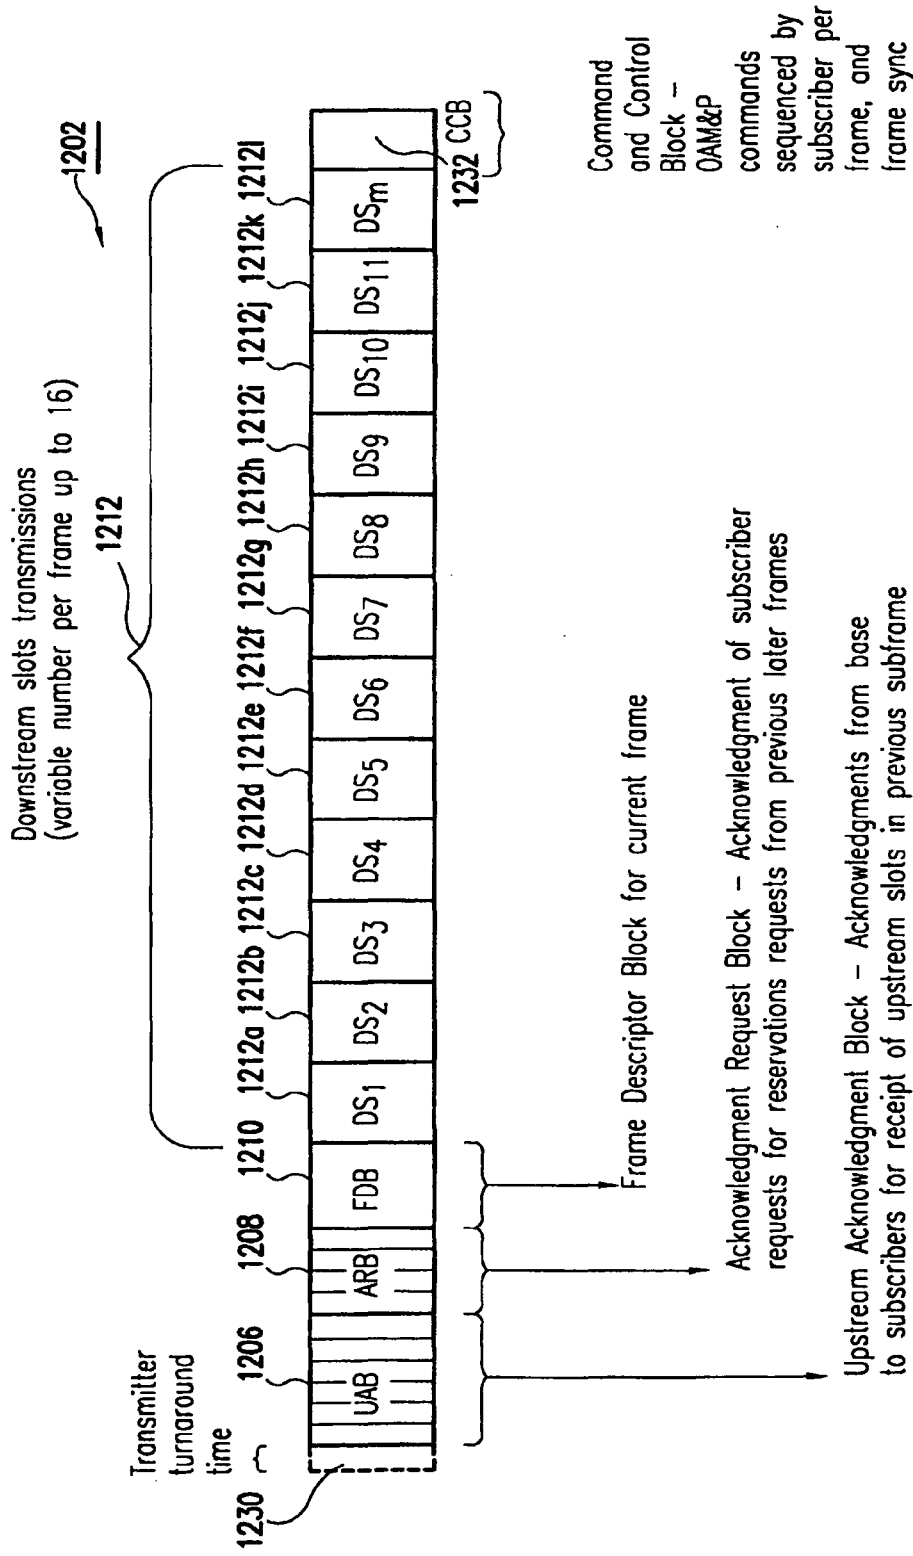 Downstream slots transmissions
(variable number per frame up to 16)
1212
1202
Transmitter
turnaround
time
1230
1206
1208
1210
1212a
1212b
1212c
1212d
1212e
1212f
1212g
1212h
1212i
1212j
1212k
1212l
UAB
ARB
FDB
DS1
DS2
DS3
DS4
DS5
DS6
DS7
DS8
DS9
DS10
DS11
DSm
1232
CCB
Command
and Control
Block –
OAM&P
commands
sequenced by
subscriber per
frame, and
frame sync
Frame Descriptor Block for current frame
Acknowledgment Request Block – Acknowledgment of subscriber
requests for reservations requests from previous later frames
Upstream Acknowledgment Block – Acknowledgments from base
to subscribers for receipt of upstream slots in previous subframe